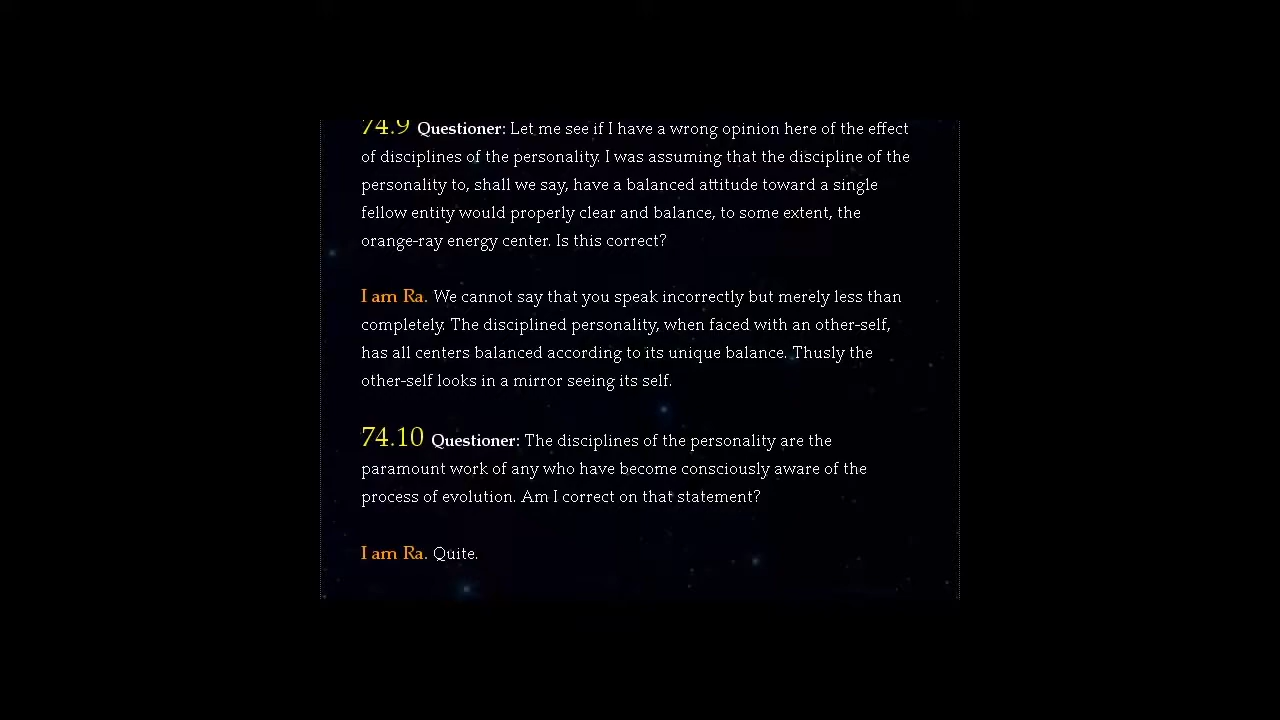 74.9 Questioner: Let me see if I have a wrong opinion here of the effect
of disciplines of the personality. I was assuming that the discipline of the
personality to, shall we say, have a balanced attitude toward a single
fellow entity would properly clear and balance, to some extent, the
orange-ray energy center. Is this correct?
I am Ra. We cannot say that you speak incorrectly but merely less than
completely. The disciplined personality, when faced with an other-self,
has all centers balanced according to its unique balance. Thusly the
other-self looks in a mirror seeing its self.
74.10 Questioner: The disciplines of the personality are the
paramount work of any who have become consciously aware of the
process of evolution. Am I correct on that statement?
I am Ra. Quite.